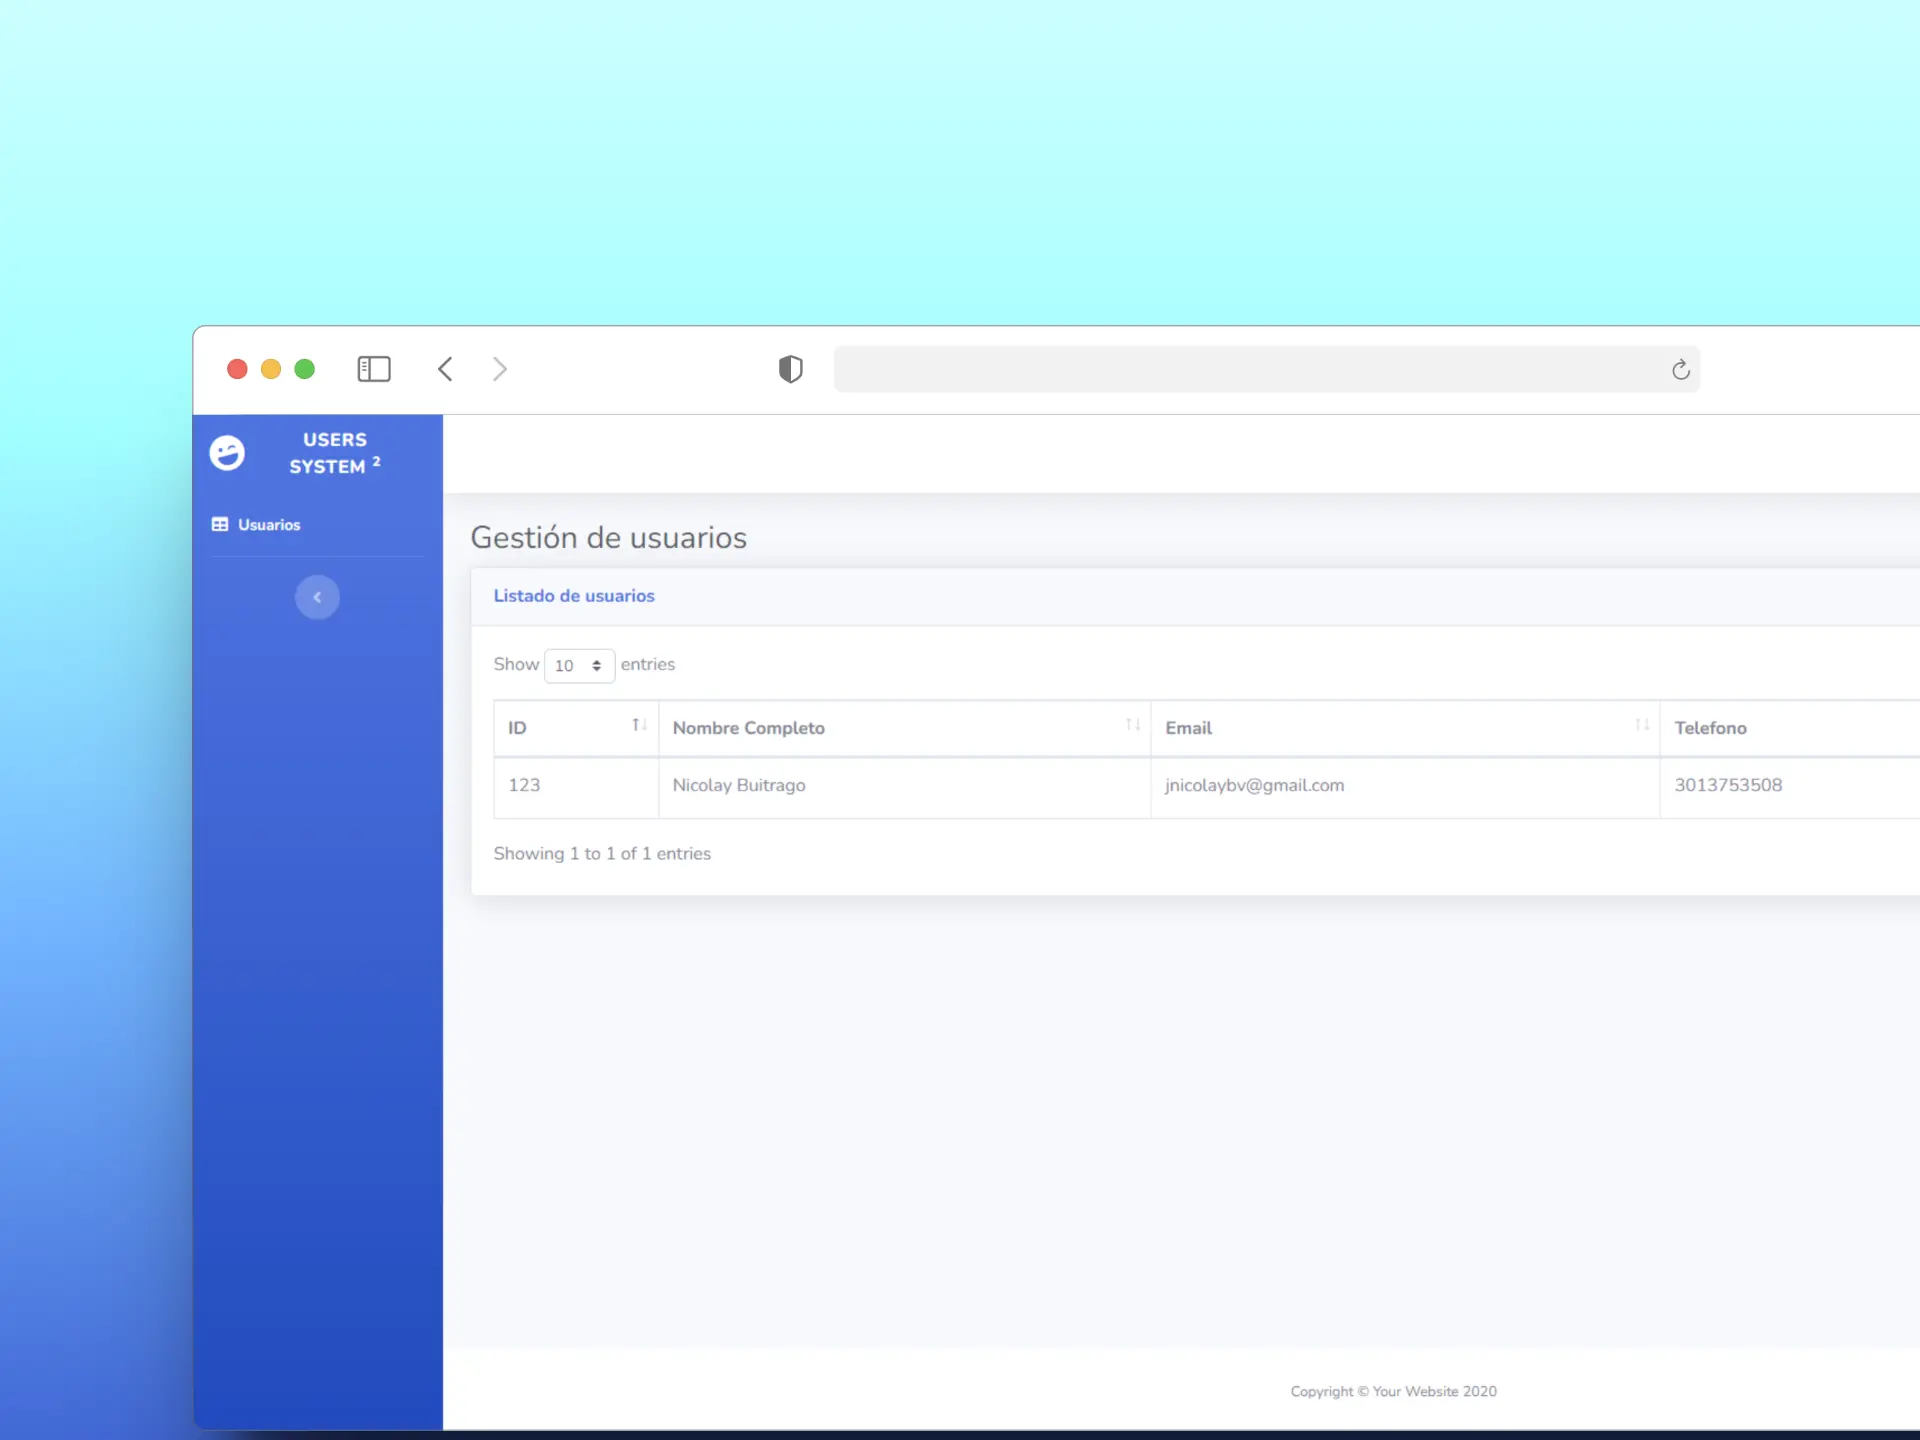 USERS
SYSTEM 2
Usuarios
Gestión de usuarios
Listado de usuarios
Show 10 entries
ID Nombre Completo Email Telefono
123 Nicolay Buitrago jnicolaybv@gmail.com 3013753508
Showing 1 to 1 of 1 entries
Copyright © Your Website 2020